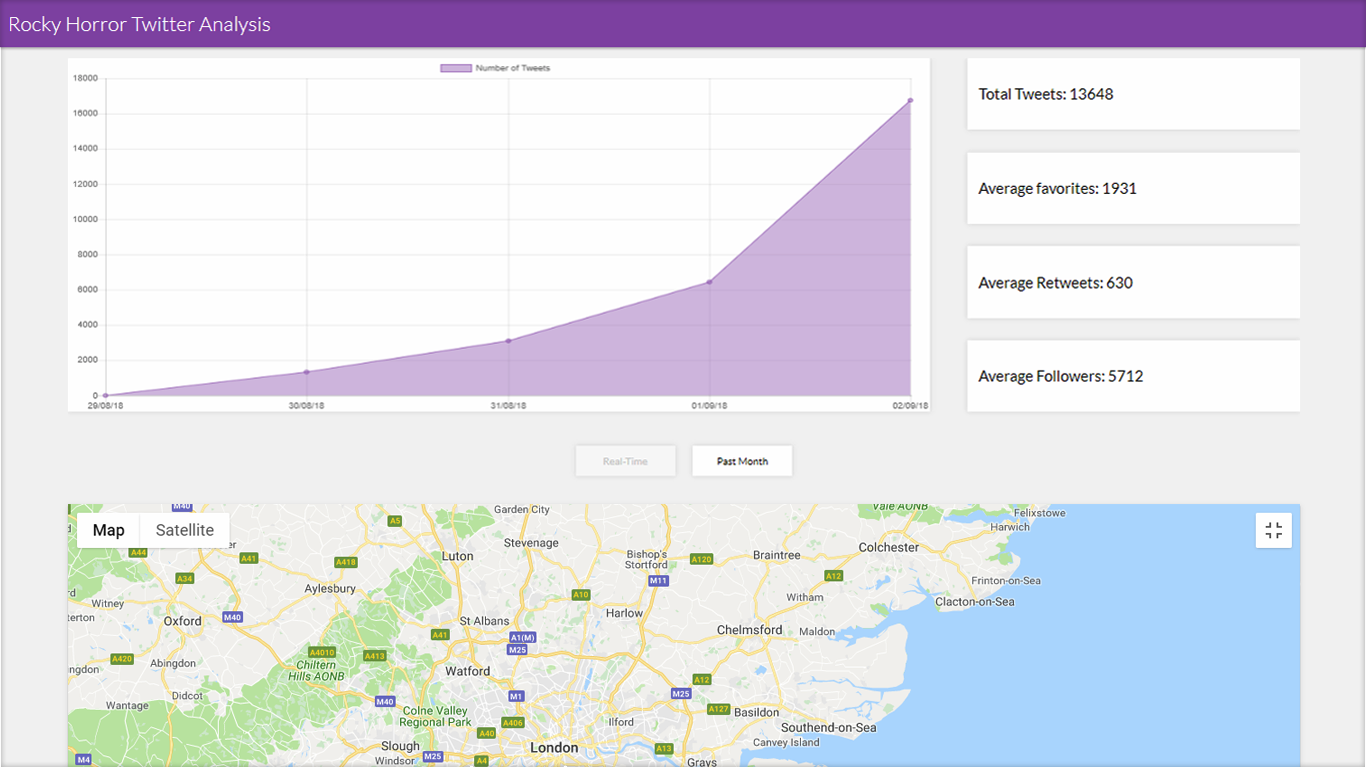 Rocky Horror Twitter Analysis
Number of Tweets
18000
16000
14000
12000
10000
8000
6000
4000
2000
0
29/08/18 30/08/18 31/08/18 01/09/18 02/09/18
Total Tweets: 13648
Average favorites: 1931
Average Retweets: 630
Average Followers: 5712
Real-Time Past Month
Map Satellite
M40
Garden City
Vale AONB
Felixstowe
A5
Harwich
Stevenage
Colchester
A44
A41
Luton
Bishop's
Stortford
A120
Braintree
A418
A34
Aylesbury
M11
A12
Frinton-on-Sea
Witney
A10
Witham
Clacton-on-Sea
Oxford
M40
St Albans
Harlow
Chelmsford
Maldon
A41
A1(M)
M25
A4010
A413
A420
Abingdon
Chiltern
Hills AONB
Watford
A12
Didcot
M40
M1
M25
Wantage
Colne Valley
Regional Park
A406
Ilford
A127
Basildon
A40
Southend-on-Sea
Slough
London
A13
Canvey Island
M4
Windsor
M25
A4
Grays